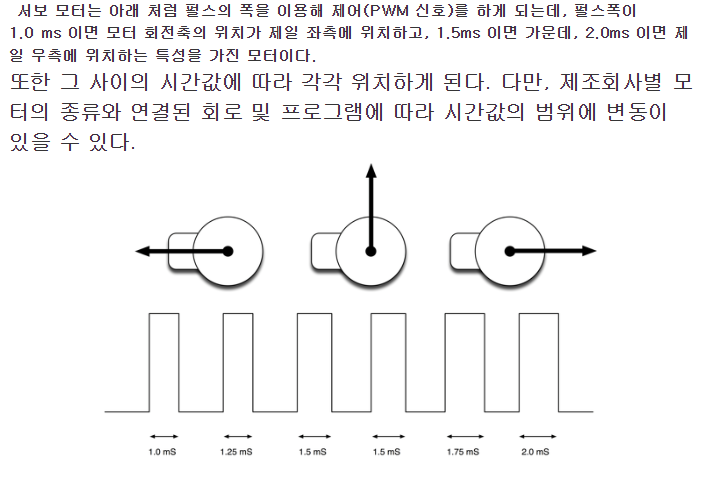 서보 모터는 아래 처럼 펄스의 폭을 이용해 제어(PWM 신호)를 하게 되는데, 펄스폭이
1.0 ms 이면 모터 회전축의 위치가 제일 좌측에 위치하고, 1.5ms 이면 가운데, 2.0ms 이면 제
일 우측에 위치하는 특성을 가진 모터이다.
또한 그 사이의 시간값에 따라 각각 위치하게 된다. 다만, 제조회사별 모
터의 종류와 연결된 회로 및 프로그램에 따라 시간값의 범위에 변동이
있을 수 있다.
1.0 mS 1.25 mS 1.5 mS 1.5 mS 1.75 mS 2.0 mS